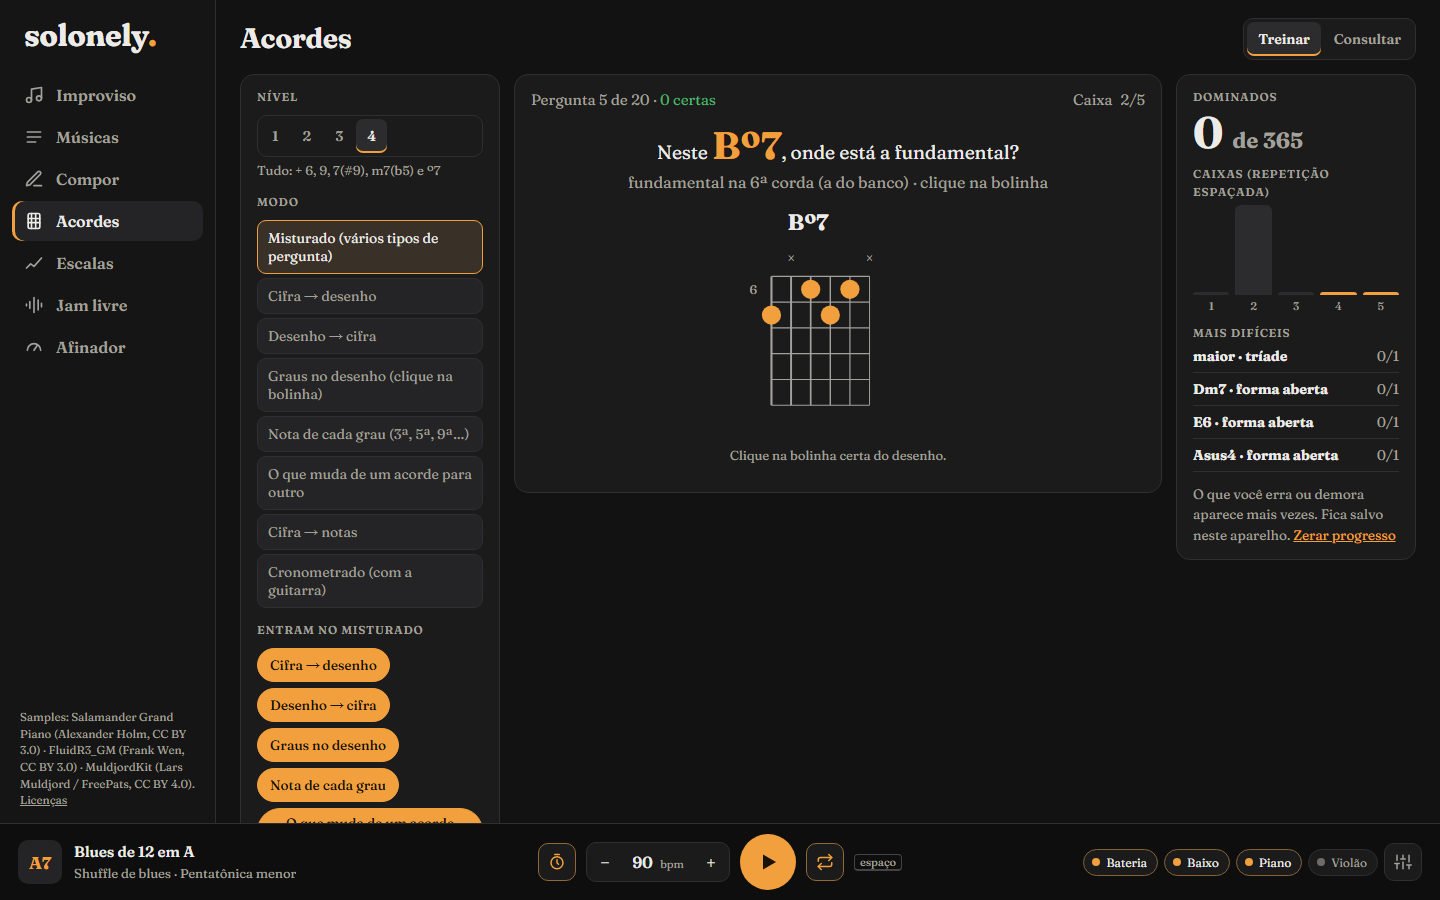 solonely.
Improviso
Músicas
Compor
Acordes
Escalas
Jam livre
Afinador
Samples: Salamander Grand
Piano (Alexander Holm, CC BY
3.0) · FluidR3_GM (Frank Wen,
CC BY 3.0) · MuldjordKit (Lars
Muldjord / FreePats, CC BY 4.0).
Licenças
Acordes
Treinar
Consultar
NÍVEL
1 2 3 4
Tudo: + 6, 9, 7(#9), m7(b5) e º7
MODO
Misturado (vários tipos de
pergunta)
Cifra → desenho
Desenho → cifra
Graus no desenho (clique na
bolinha)
Nota de cada grau (3ª, 5ª, 9ª...)
O que muda de um acorde para
outro
Cifra → notas
Cronometrado (com a
guitarra)
ENTRAM NO MISTURADO
Cifra → desenho
Desenho → cifra
Graus no desenho
Nota de cada grau
O que muda de um acorde
Pergunta 5 de 20 · 0 certas
Caixa 2/5
Neste Bº7, onde está a fundamental?
fundamental na 6ª corda (a do banco) · clique na bolinha
Bº7
x x
6
Clique na bolinha certa do desenho.
DOMINADOS
0 de 365
CAIXAS (REPETIÇÃO
ESPAÇADA)
1 2 3 4 5
MAIS DIFÍCEIS
maior · tríade 0/1
Dm7 · forma aberta 0/1
E6 · forma aberta 0/1
Asus4 · forma aberta 0/1
O que você erra ou demora
aparece mais vezes. Fica salvo
neste aparelho. Zerar progresso
A7
Blues de 12 em A
Shuffle de blues · Pentatônica menor
− 90 bpm +
espaço
Bateria
Baixo
Piano
Violão